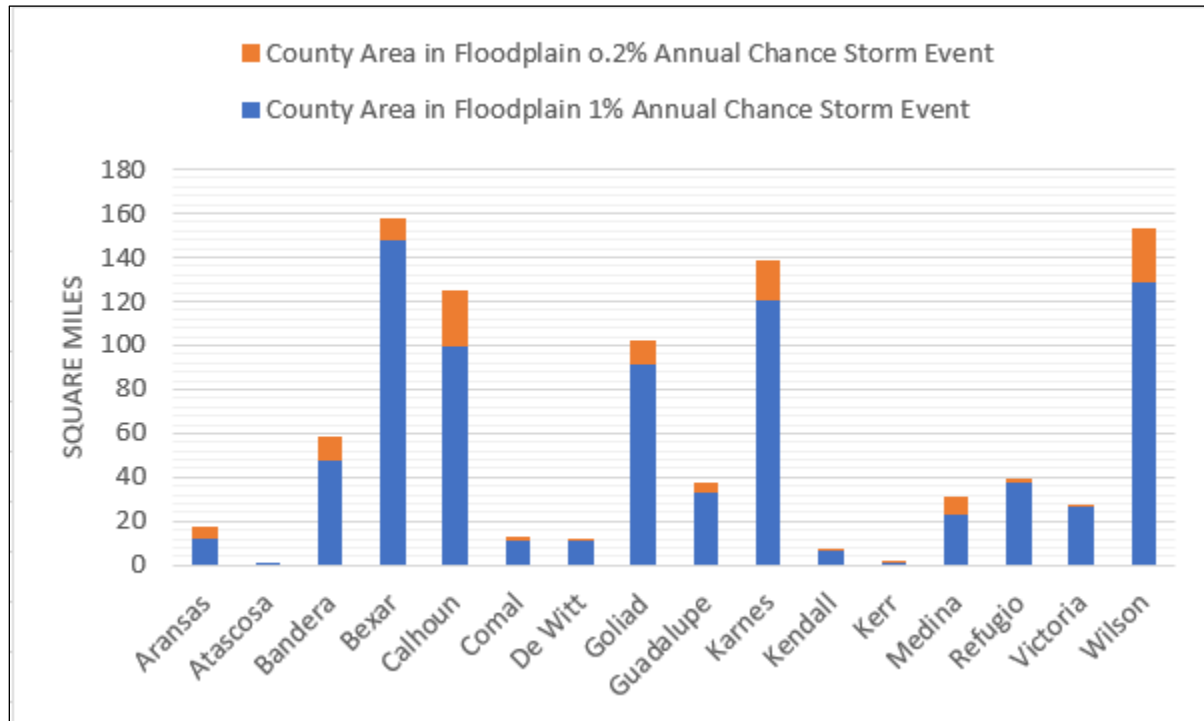 County Area in Floodplain o.2% Annual Chance Storm Event
County Area in Floodplain 1% Annual Chance Storm Event
180
160
140
120
100
80
60
40
20
0
SQUARE MILES
Aransas
Atascosa
Bandera
Bexar
Calhoun
Comal
De Witt
Goliad
Guadalupe
Karnes
Kendall
Kerr
Medina
Refugio
Victoria
Wilson